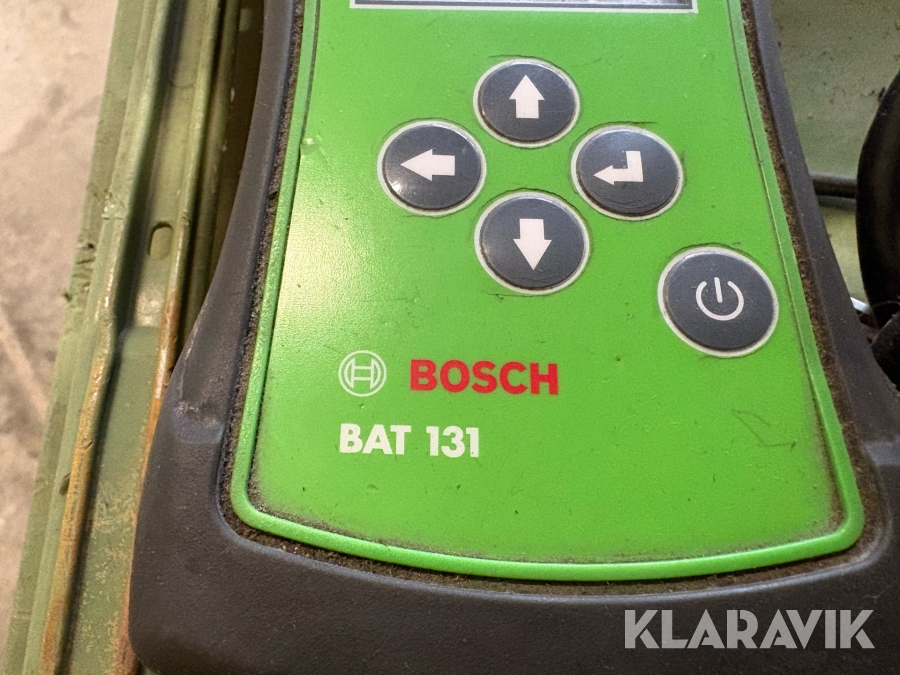 BOSCH
BAT 131
KLARAVIK